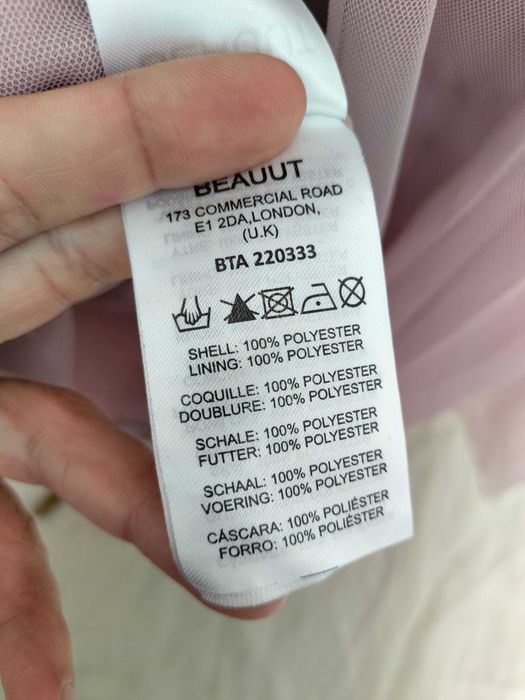 BEAUUT
173 COMMERCIAL ROAD
E1 2DA,LONDON,
(U.K)
BTA 220333
SHELL: 100% POLYESTER
LINING: 100% POLYESTER
COQUILLE: 100% POLYESTER
DOUBLURE: 100% POLYESTER
SCHALE: 100% POLYESTER
FUTTER: 100% POLYESTER
SCHAAL: 100% POLYESTER
VOERING: 100% POLYESTER
CÁSCARA: 100% POLIÉSTER
FORRO: 100% POLIÉSTER